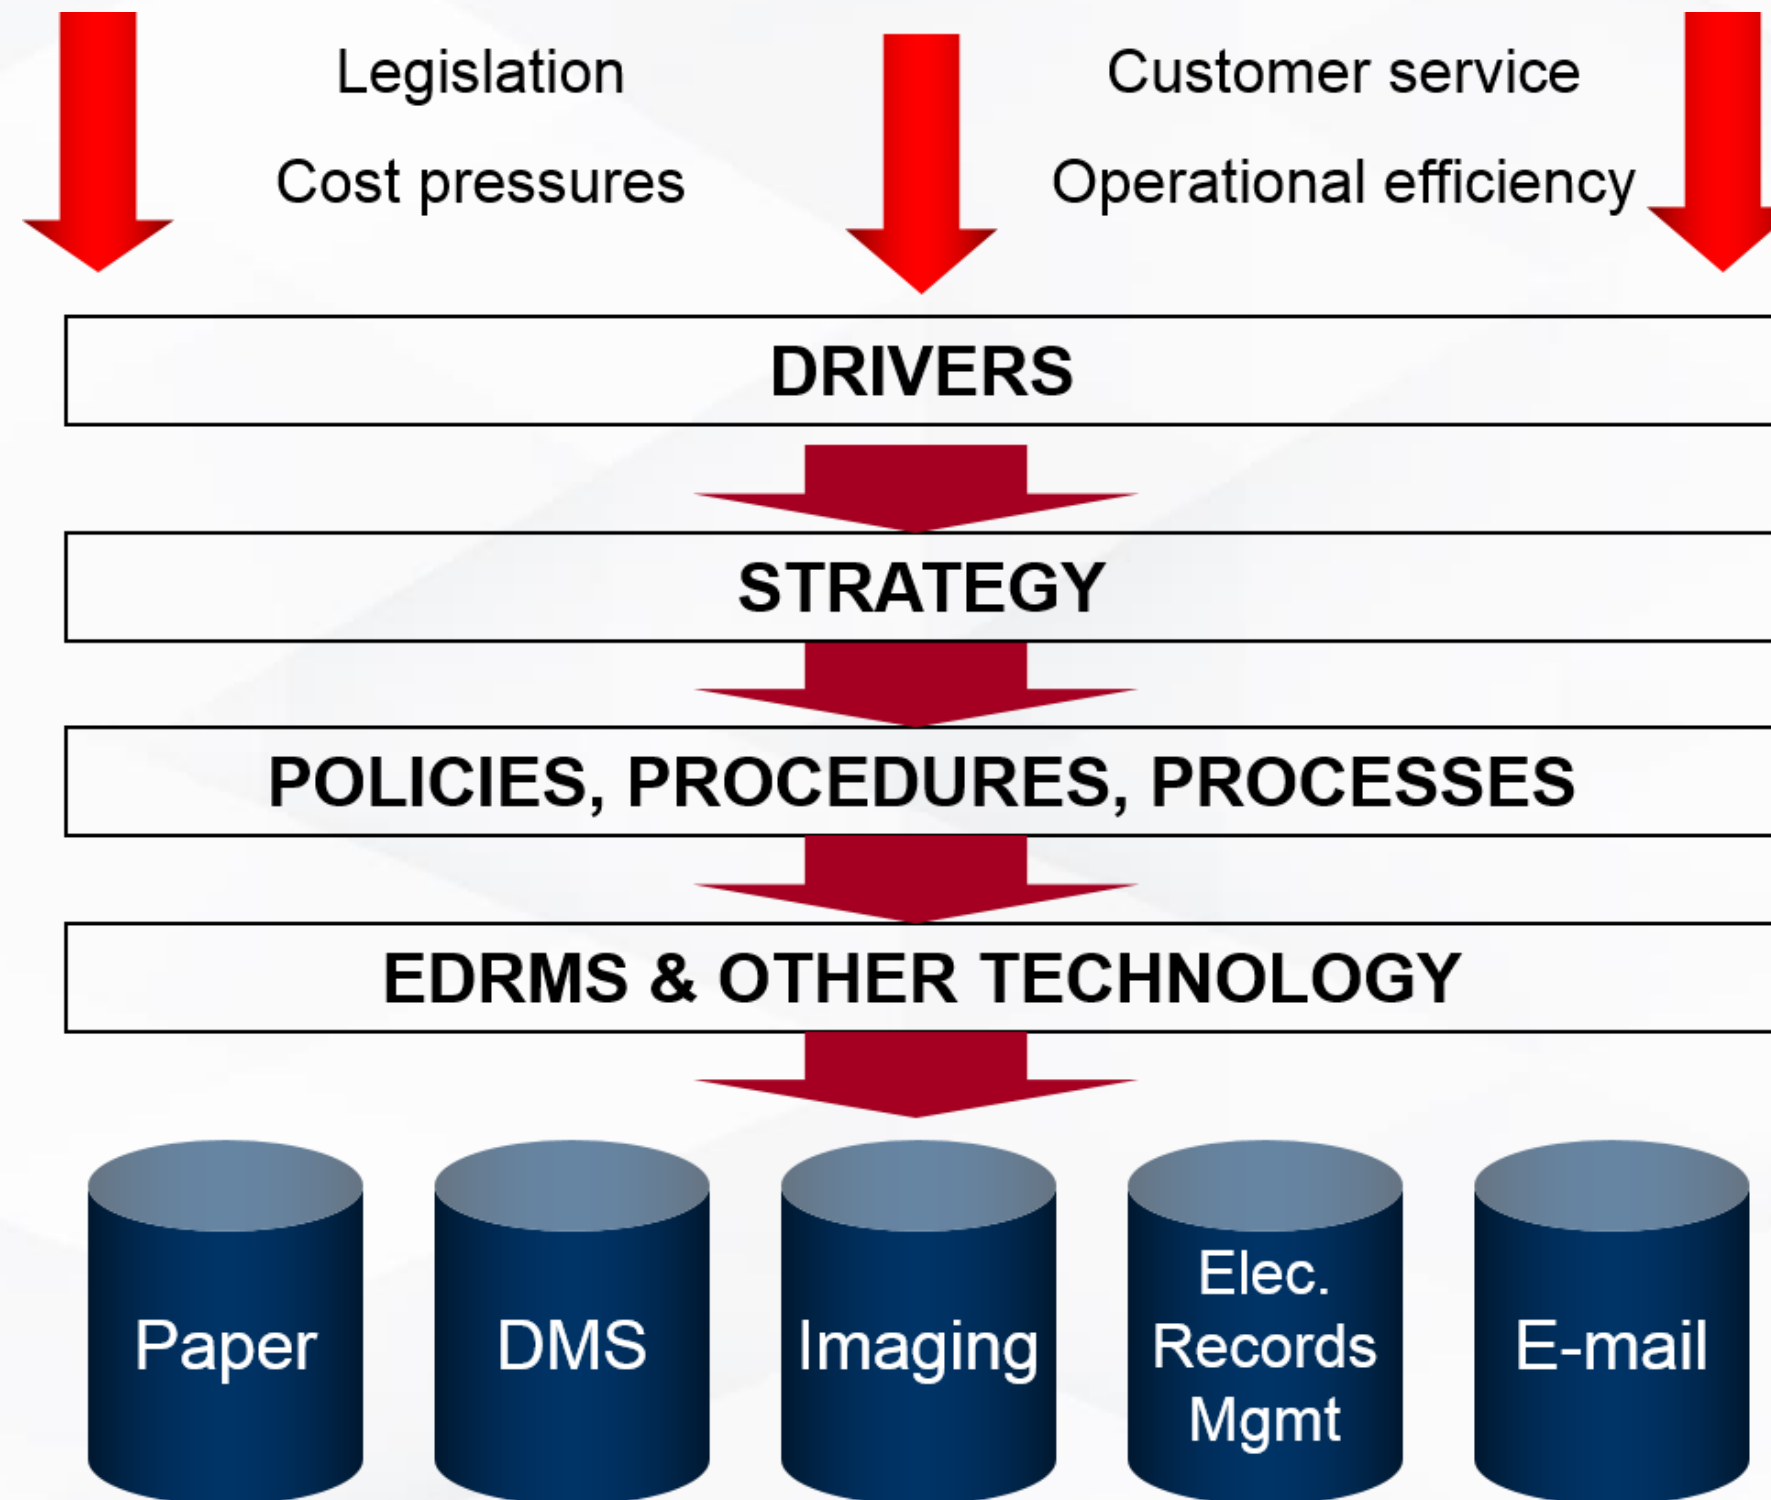 Legislation
Cost pressures
Customer service
Operational efficiency
DRIVERS
STRATEGY
POLICIES, PROCEDURES, PROCESSES
EDRMS & OTHER TECHNOLOGY
Paper
DMS
Imaging
Elec.
Records
Mgmt
E-mail